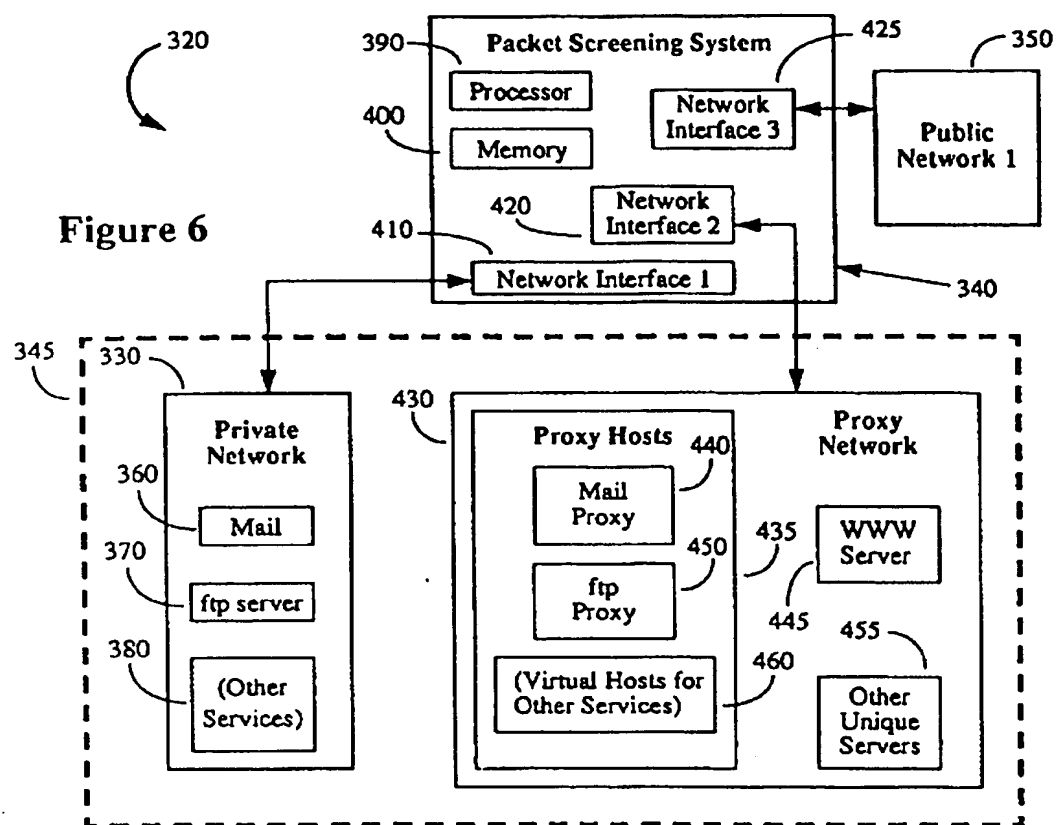 320
390
Packet Screening System
425
350
Processor
Network
Interface 3
400
Memory
Public
Network 1
Figure 6
420
Network
Interface 2
410
Network Interface 1
340
345
330
430
Private
Network
Proxy Hosts
Proxy
Network
440
360
Mail
Mail
Proxy
WWW
Server
370
450
435
ftp server
ftp
Proxy
445
455
380
460
(Other
Services)
(Virtual Hosts for
Other Services)
Other
Unique
Servers